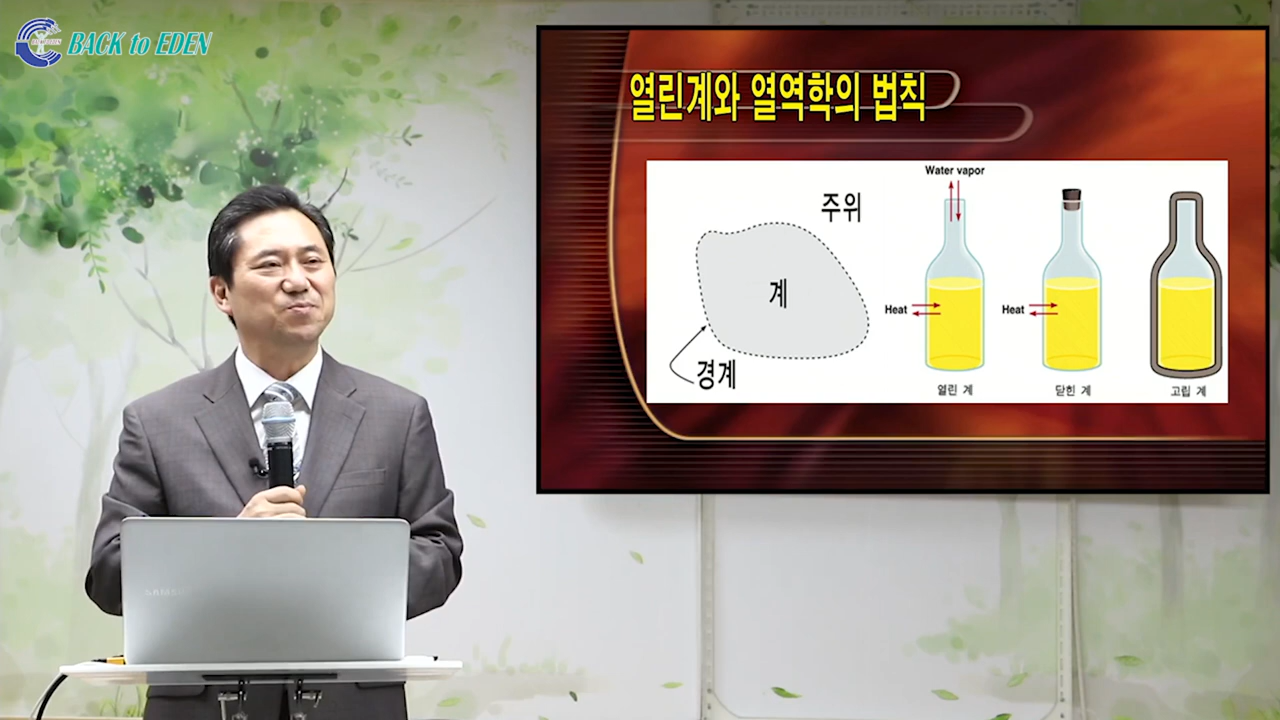 BACK to EDEN
열린계와 열역학의 법칙
Water vapor
주위
계
경계
Heat
Heat
열린 계
닫힌 계
고립 계
SAMSUNG